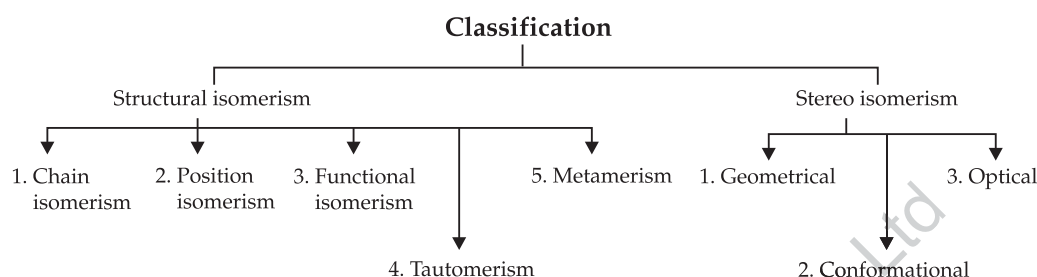 Classification
Structural isomerism
Stereo isomerism
1. Chain
isomerism
2. Position
isomerism
3. Functional
isomerism
5. Metamerism
1. Geometrical
3. Optical
4. Tautomerism
2. Conformational
Ltd